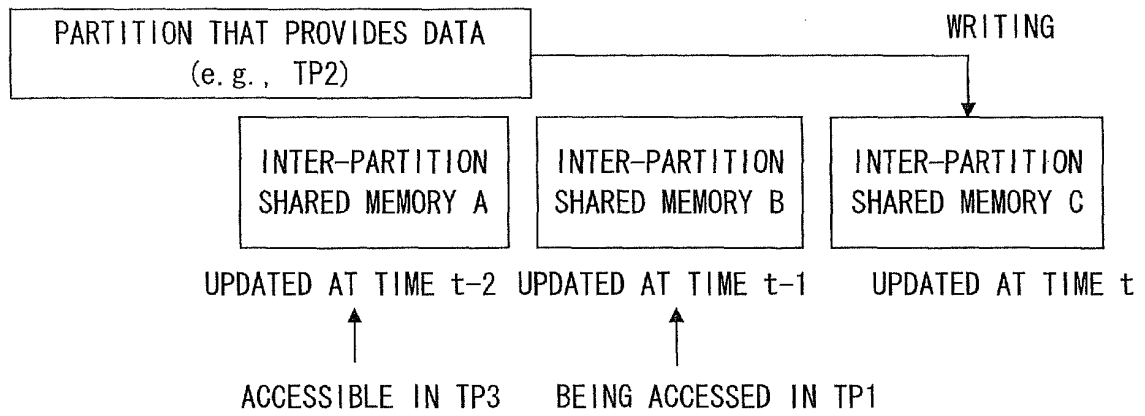 PARTITION THAT PROVIDES DATA
(e.g., TP2)
WRITING
INTER-PARTITION
SHARED MEMORY A
INTER-PARTITION
SHARED MEMORY B
INTER-PARTITION
SHARED MEMORY C
UPDATED AT TIME t-2
UPDATED AT TIME t-1
UPDATED AT TIME t
ACCESSIBLE IN TP3
BEING ACCESSED IN TP1